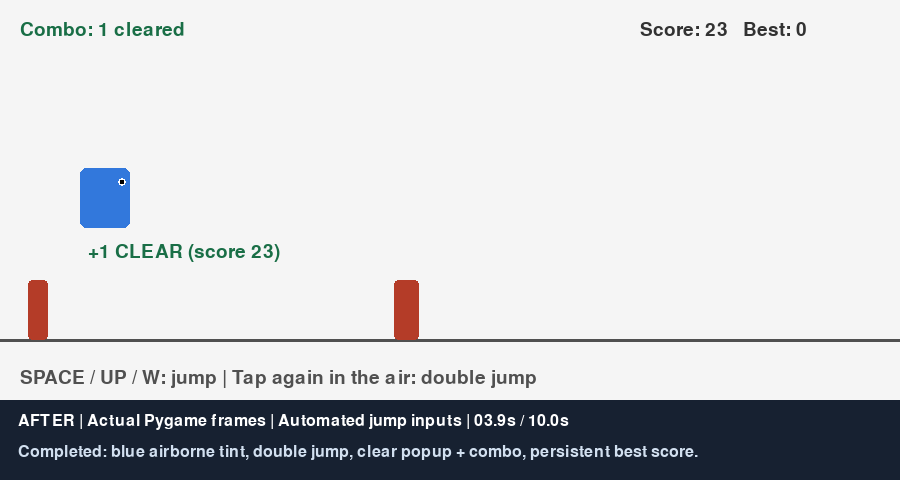 Combo: 1 cleared
Score: 23 Best: 0
+1 CLEAR (score 23)
SPACE / UP / W: jump | Tap again in the air: double jump
AFTER | Actual Pygame frames | Automated jump inputs | 03.9s / 10.0s
Completed: blue airborne tint, double jump, clear popup + combo, persistent best score.